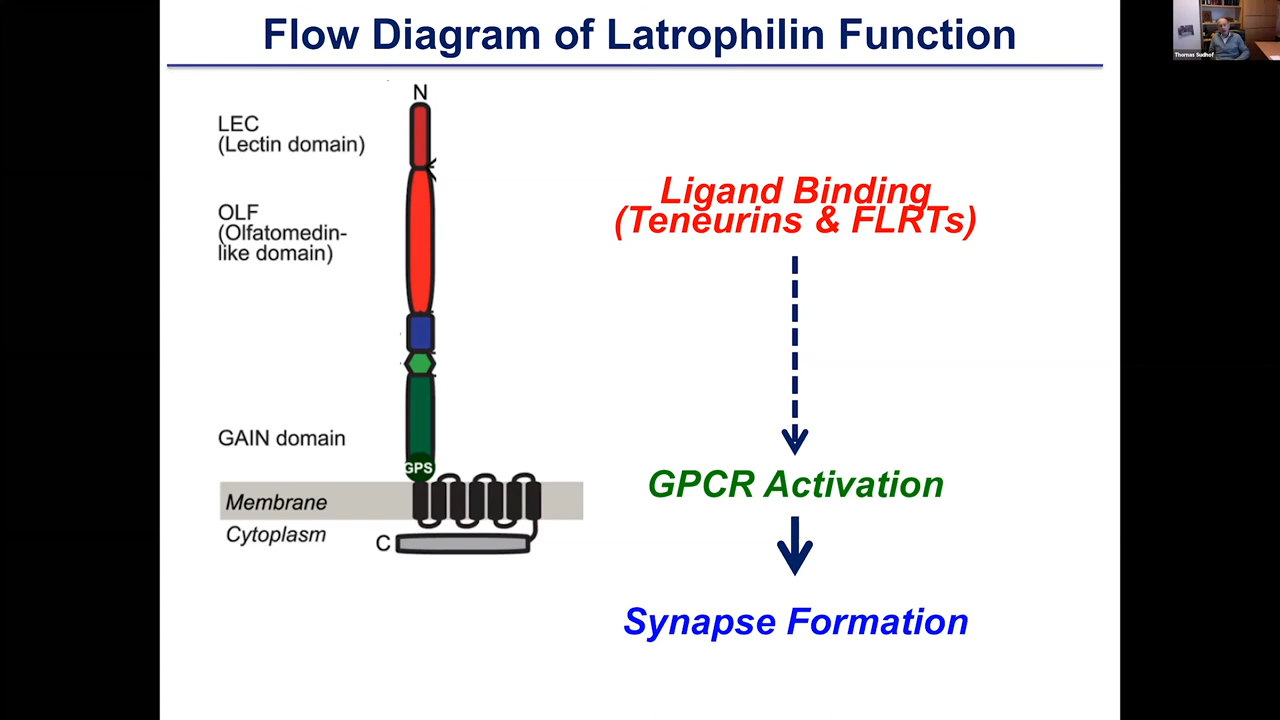 Flow Diagram of Latrophilin Function
Thomas Sudhof
N
LEC
(Lectin domain)
OLF
(Olfatomedin-
like domain)
GAIN domain
GPS
Membrane
Cytoplasm
C
Ligand Binding
(Teneurins & FLRTs)
GPCR Activation
Synapse Formation